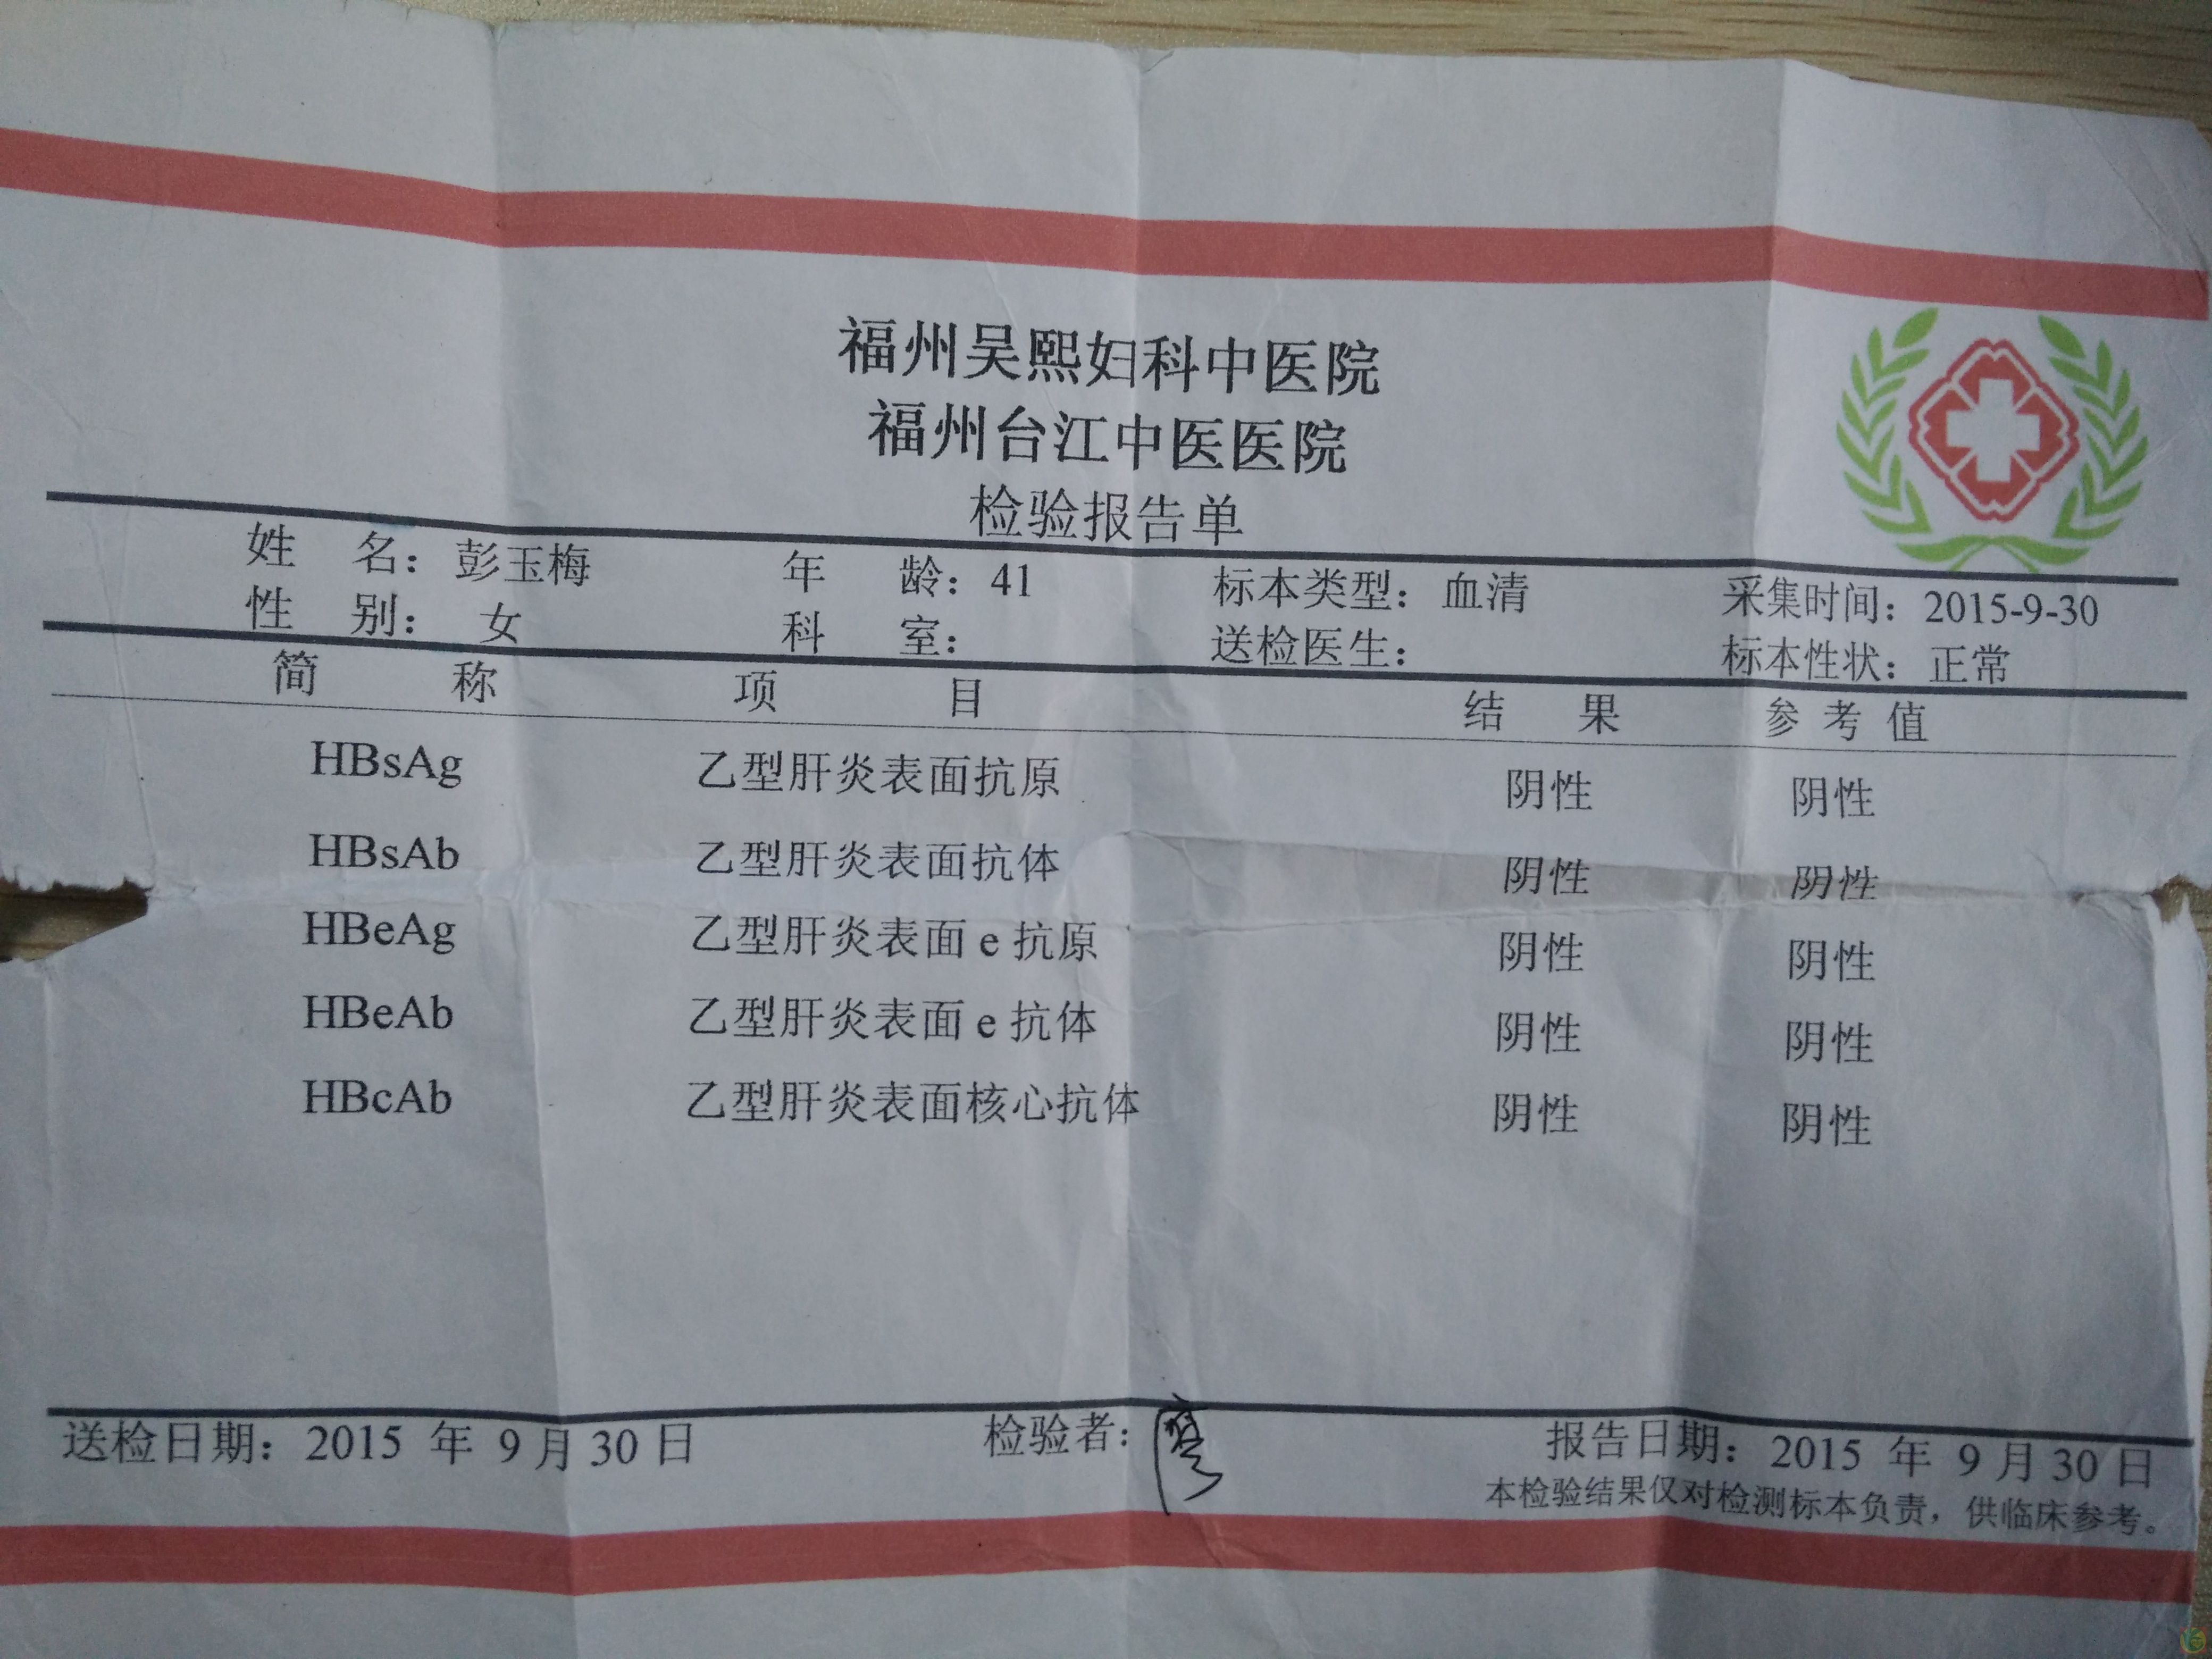 福州吴熙妇科中医院
福州台江中医医院
检验报告单
姓 名：彭玉梅 年 龄：41 标本类型：血清 采集时间：2015-9-30
性 别：女 科 室： 送检医生： 标本性状：正常
简 称 项 目 结 果 参 考 值
HBsAg 乙型肝炎表面抗原 阴性 阴性
HBsAb 乙型肝炎表面抗体 阴性 阴性
HBeAg 乙型肝炎表面 e 抗原 阴性 阴性
HBeAb 乙型肝炎表面 e 抗体 阴性 阴性
HBcAb 乙型肝炎表面核心抗体 阴性 阴性
送检日期：2015 年 9 月 30 日 检验者： 报告日期：2015 年 9 月 30 日
本检验结果仅对检测标本负责，供临床参考。